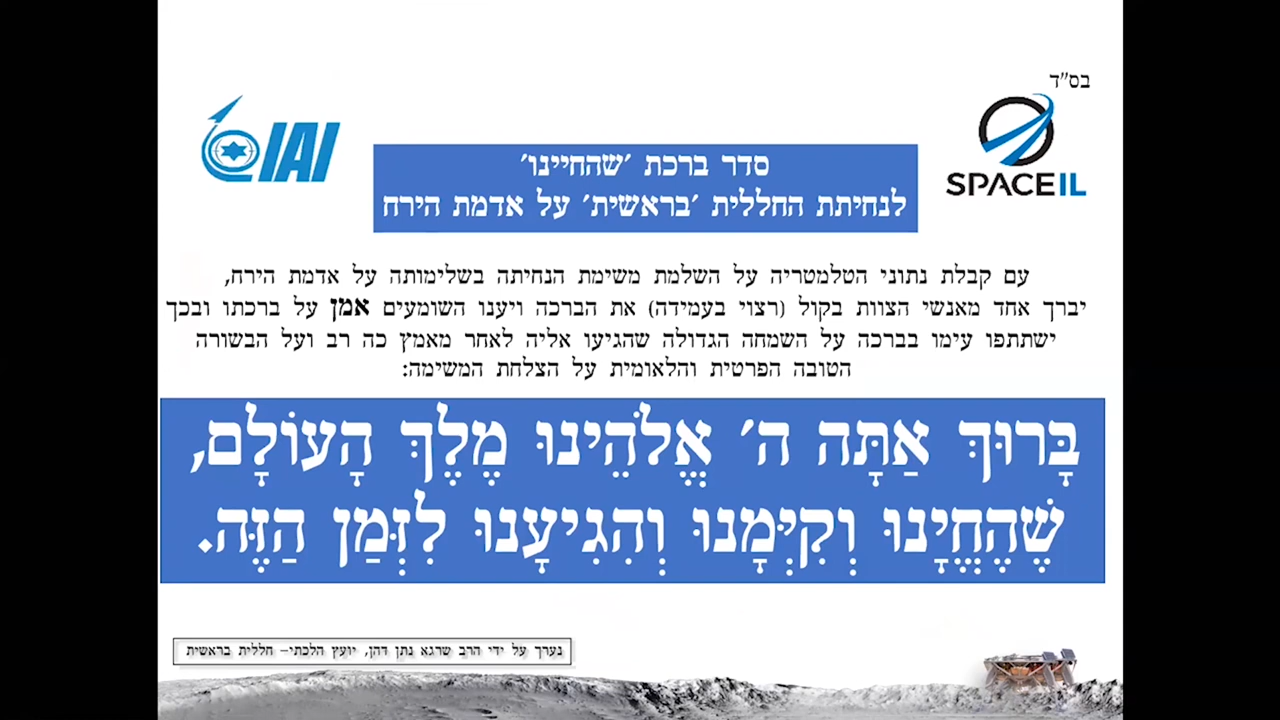 בס"ד
IAI
SPACEIL
סדר ברכת 'שהחיינו'
לנחיתת החללית 'בראשית' על אדמת הירח
עם קבלת נתוני הטלמטריה על השלמת משימת הנחיתה בשלימותה על אדמת הירח,
יברך אחד מאנשי הצוות בקול (רצוי בעמידה) את הברכה ויענו השומעים אמן על ברכתו ובכך
ישתתפו עימו בברכה על השמחה הגדולה שהגיעו אליה לאחר מאמץ כה רב ועל הבשורה
הטובה הפרטית והלאומית על הצלחת המשימה:
בָּרוּךְ אַתָּה ה' אֱלֹהֵינוּ מֶלֶךְ הָעוֹלָם,
שֶׁהֶחֱיָנוּ וְקִיְּמָנוּ וְהִגִּיעָנוּ לִזְּמַן הַזֶּה.
נערך על ידי הרב שרגא נתן דהן, יועץ הלכתי– חללית בראשית